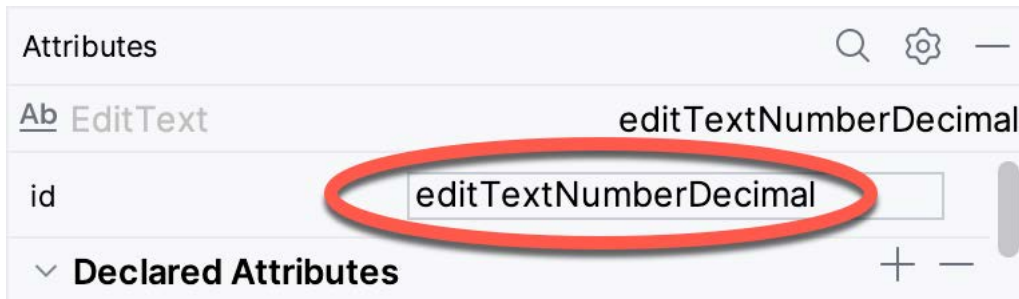 Attributes
Ab EditText editTextNumberDecimal
id editTextNumberDecimal
Declared Attributes